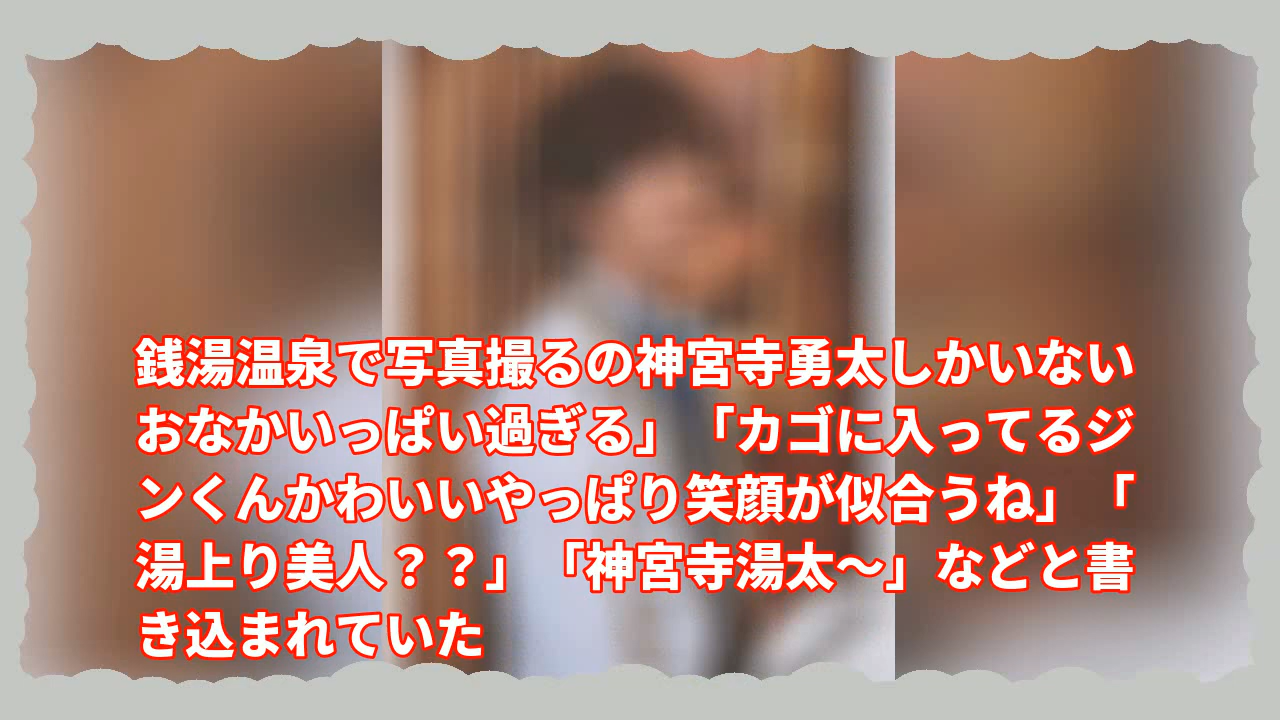 銭湯温泉で写真撮るの神宮寺勇太しかいない
おなかいっぱい過ぎる」「カゴに入ってるジ
ンくんかわいいやっぱり笑顔が似合うね」「
湯上り美人？？」「神宮寺湯太～」などと書
き込まれていた